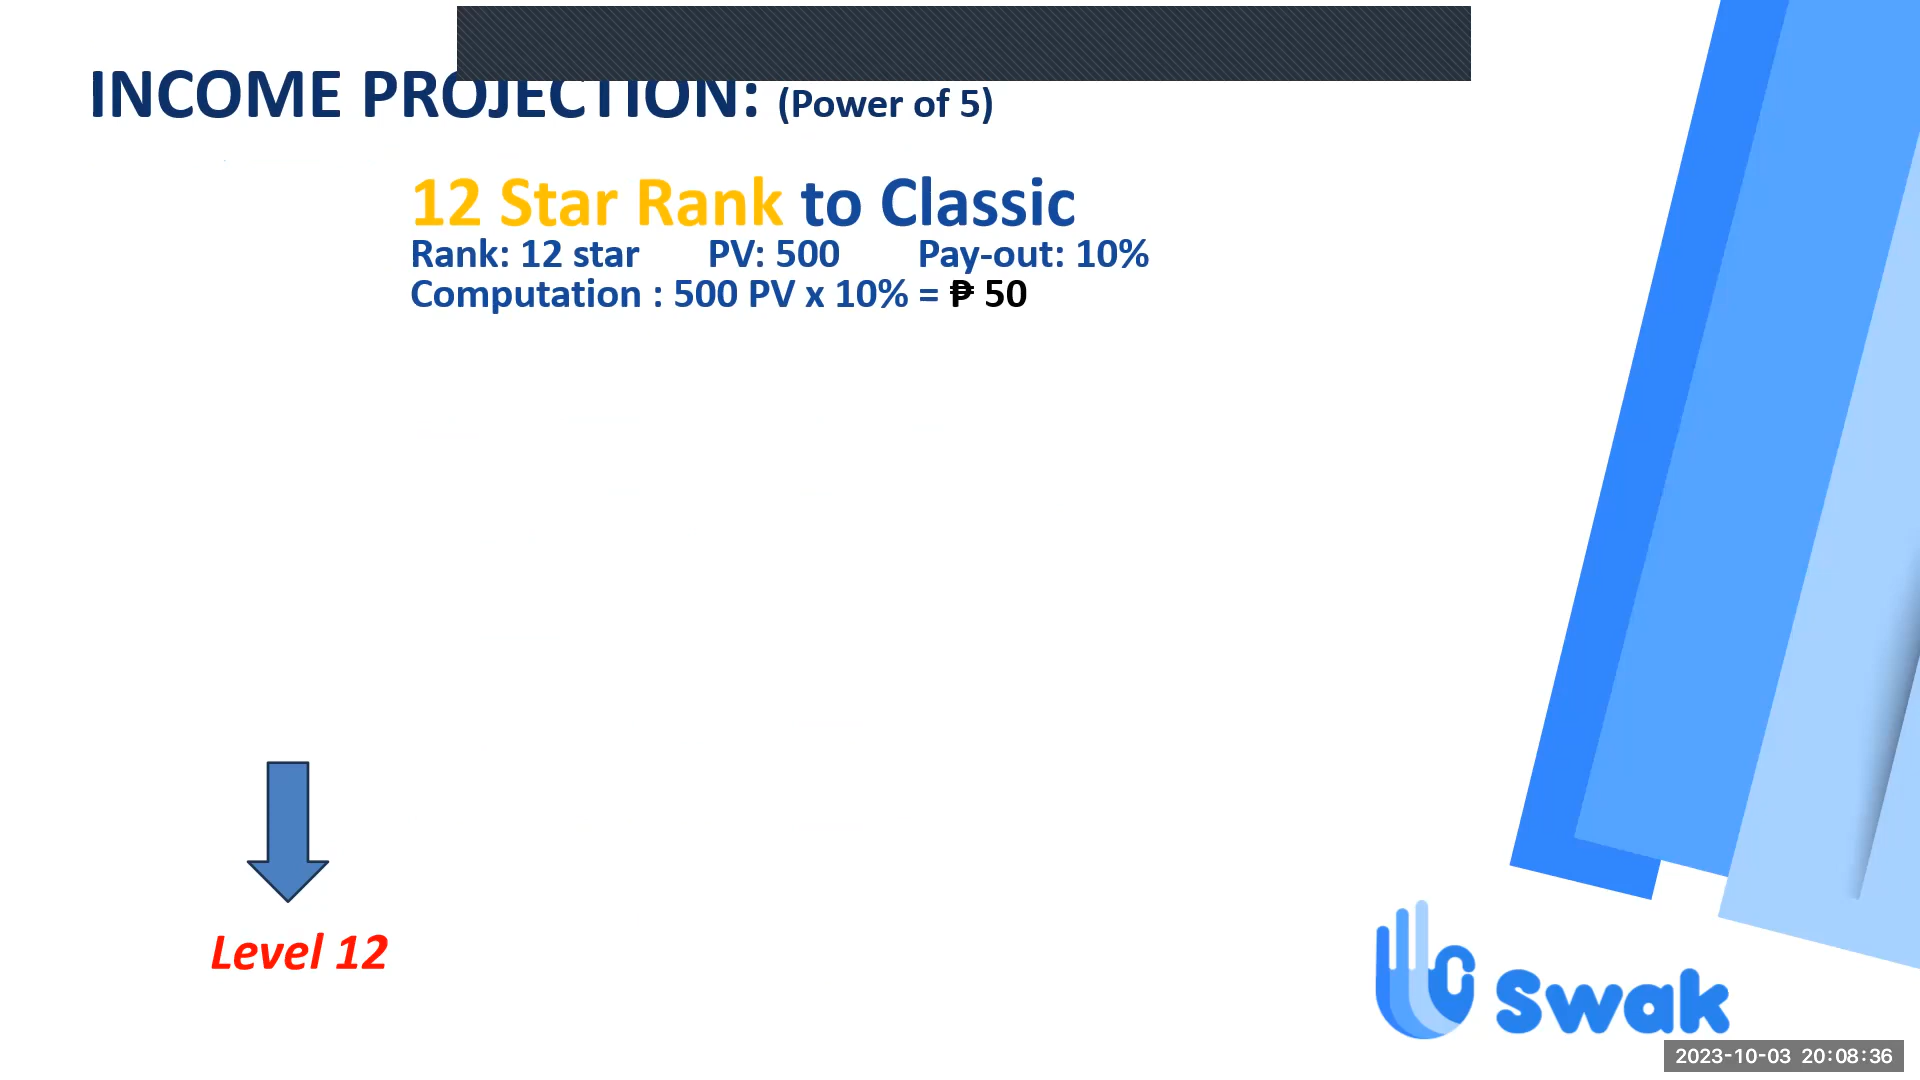 INCOME PROJECTION: (Power of 5)
12 Star Rank to Classic
Rank: 12 star PV: 500 Pay-out: 10%
Computation : 500 PV x 10% = ₱ 50
Level 12
Swak
2023-10-03 20:08:36